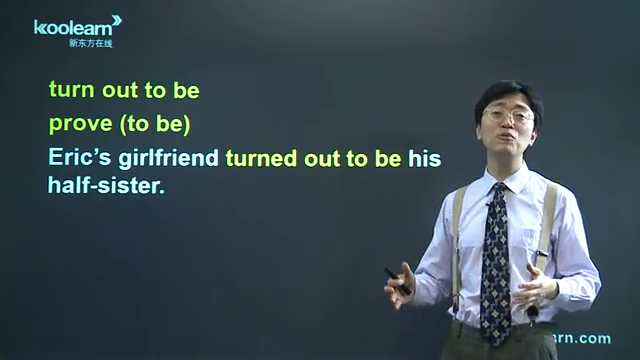 koolearn
新东方在线
turn out to be
prove (to be)
Eric's girlfriend turned out to be his
half-sister.
arn.com